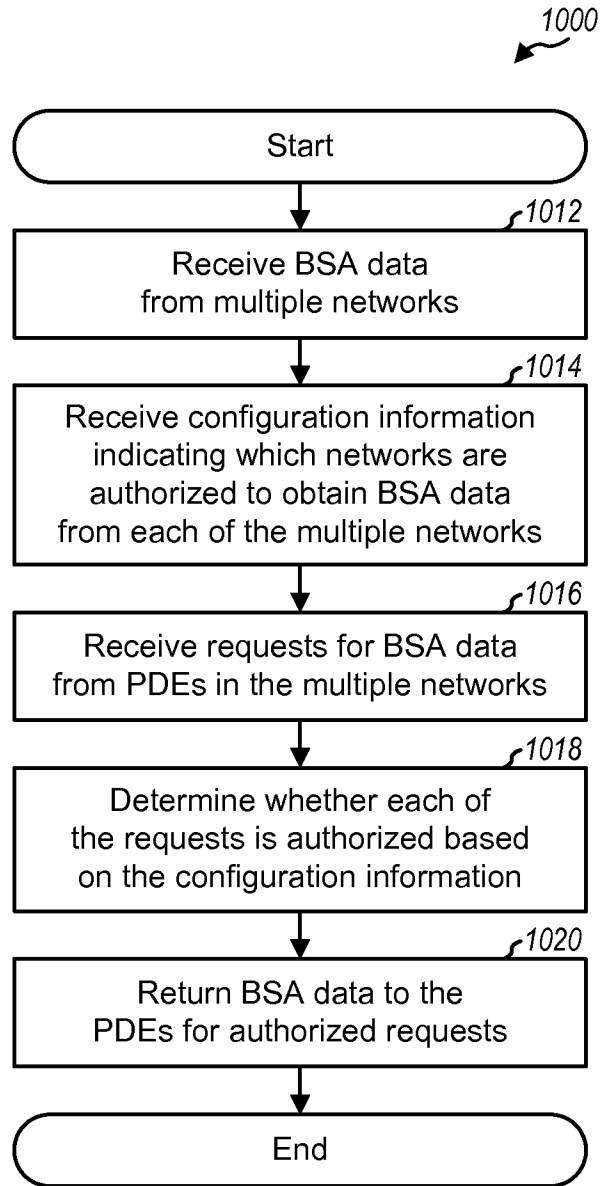 1000
Start
1012
Receive BSA data
from multiple networks
1014
Receive configuration information
indicating which networks are
authorized to obtain BSA data
from each of the multiple networks
1016
Receive requests for BSA data
from PDEs in the multiple networks
1018
Determine whether each of
the requests is authorized based
on the configuration information
1020
Return BSA data to the
PDEs for authorized requests
End